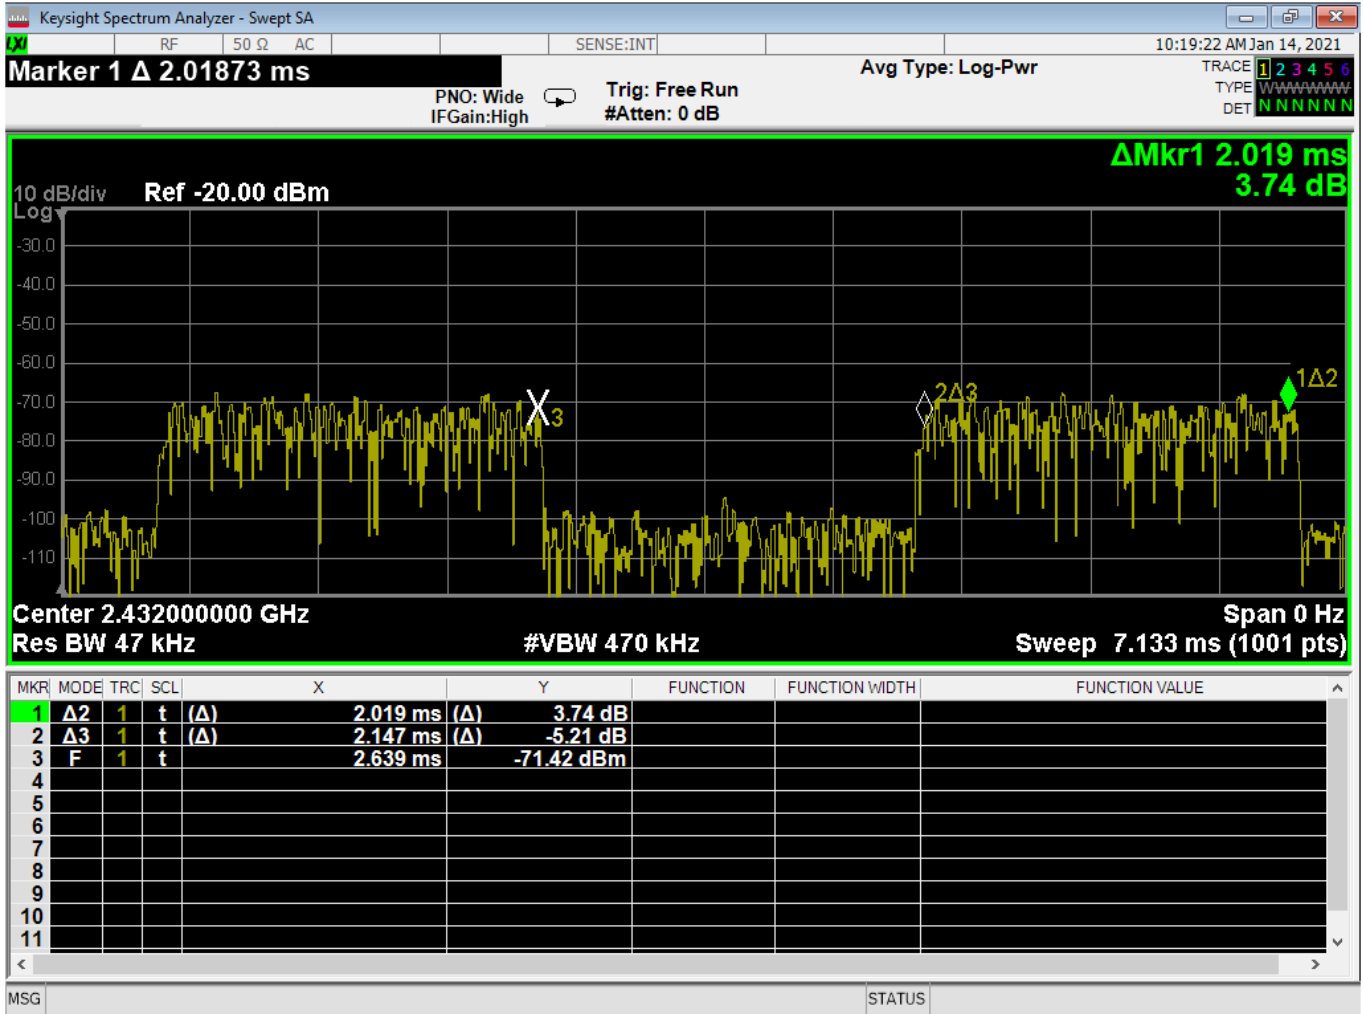 Keysight Spectrum Analyzer - Swept SA
LXI RF 50 Ω AC SENSE:INT 10:19:22 AM Jan 14, 2021
Marker 1 Δ 2.01873 ms
Avg Type: Log-Pwr
TRACE 1 2 3 4 5 6
PNO: Wide Trig: Free Run
TYPE WWWWWW
IFGain:High #Atten: 0 dB
DET N N N N N N
ΔMkr1 2.019 ms
3.74 dB
10 dB/div Ref -20.00 dBm
Log
-30.0
-40.0
-50.0
-60.0
1Δ2
2Δ3
-70.0
3
-80.0
-90.0
-100
-110
Center 2.432000000 GHz Span 0 Hz
Res BW 47 kHz #VBW 470 kHz Sweep 7.133 ms (1001 pts)
MKR MODE TRC SCL X Y FUNCTION FUNCTION WIDTH FUNCTION VALUE
1 Δ2 1 t (Δ) 2.019 ms (Δ) 3.74 dB
2 Δ3 1 t (Δ) 2.147 ms (Δ) -5.21 dB
3 F 1 t 2.639 ms -71.42 dBm
4
5
6
7
8
9
10
11
MSG STATUS